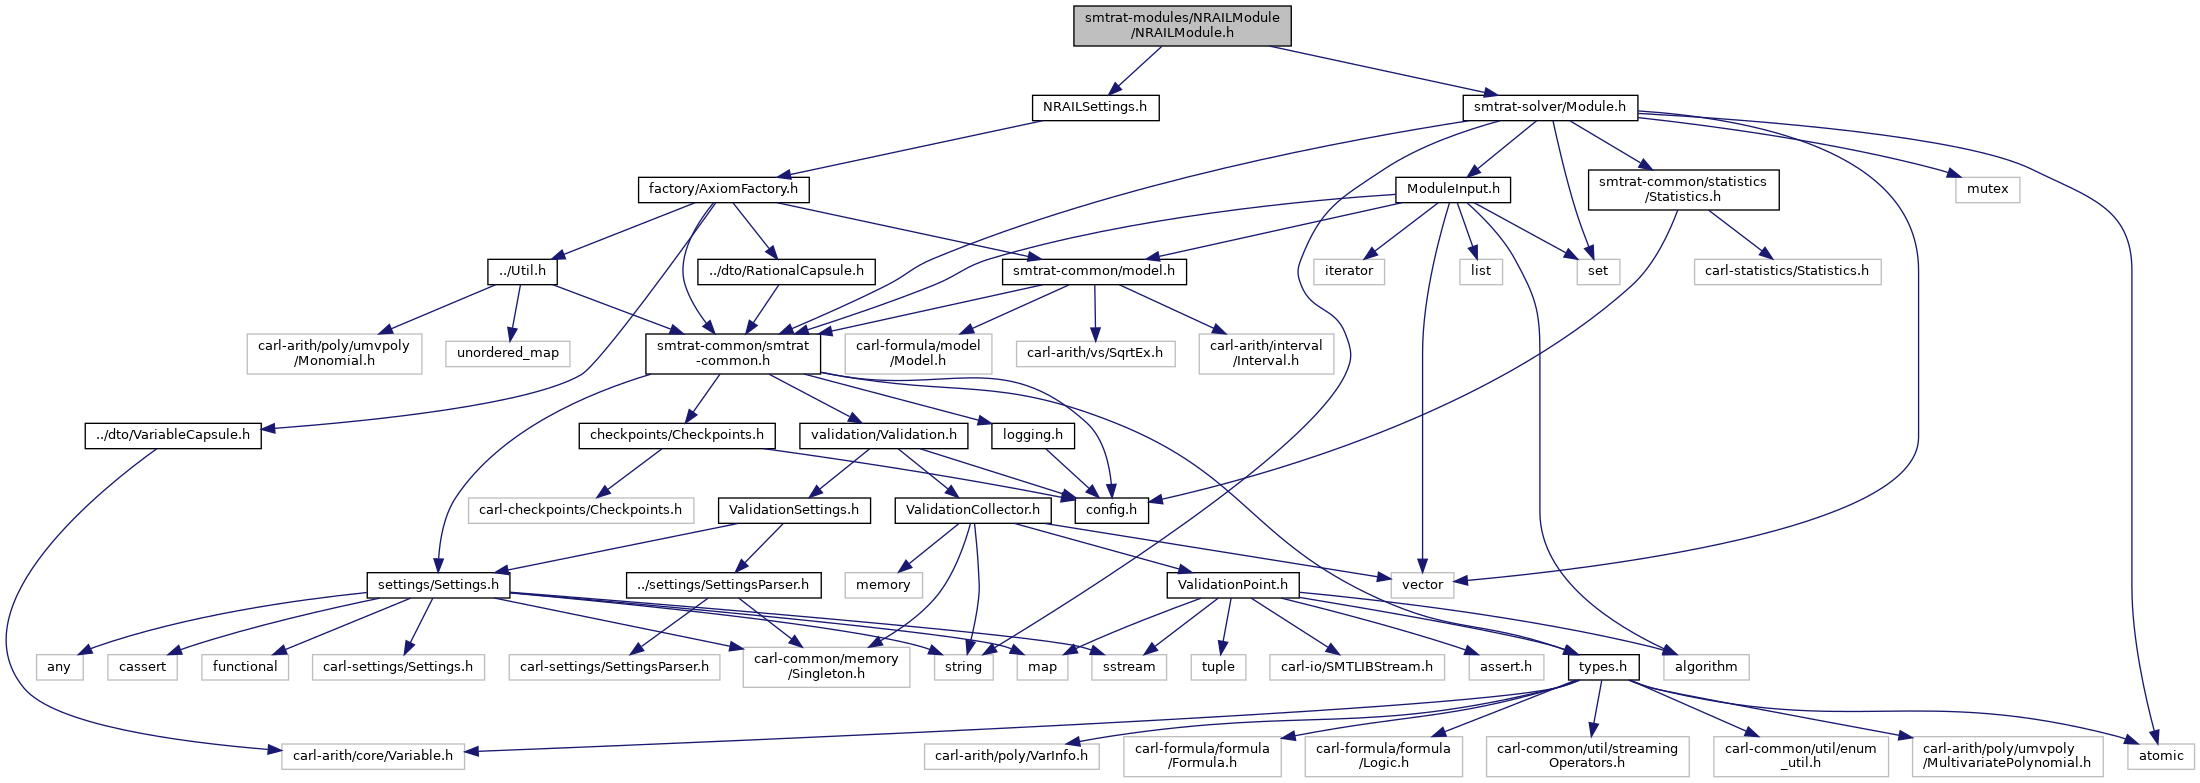 smtrat-modules/NRAILModule
/NRAILModule.h
NRAILSettings.h
smtrat-solver/Module.h
factory/AxiomFactory.h
ModuleInput.h
smtrat-common/statistics
/Statistics.h
mutex
../Util.h
../dto/RationalCapsule.h
smtrat-common/model.h
iterator
list
set
carl-statistics/Statistics.h
carl-arith/poly/umvpoly
/Monomial.h
unordered_map
smtrat-common/smtrat
-common.h
carl-formula/model
/Model.h
carl-arith/vs/SqrtEx.h
carl-arith/interval
/Interval.h
../dto/VariableCapsule.h
checkpoints/Checkpoints.h
validation/Validation.h
logging.h
carl-checkpoints/Checkpoints.h
ValidationSettings.h
ValidationCollector.h
config.h
settings/Settings.h
../settings/SettingsParser.h
memory
ValidationPoint.h
vector
any
cassert
functional
carl-settings/Settings.h
carl-settings/SettingsParser.h
carl-common/memory
/Singleton.h
string
map
sstream
tuple
carl-io/SMTLIBStream.h
assert.h
types.h
algorithm
carl-arith/core/Variable.h
carl-arith/poly/VarInfo.h
carl-formula/formula
/Formula.h
carl-formula/formula
/Logic.h
carl-common/util/streaming
Operators.h
carl-common/util/enum
_util.h
carl-arith/poly/umvpoly
/MultivariatePolynomial.h
atomic